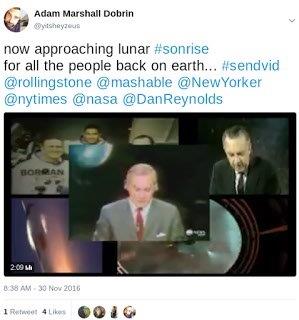 Adam Marshall Dobrin
@yitsheyzeus
now approaching lunar #sonrise
for all the people back on earth... #sendvid
@rollingstone @mashable @NewYorker
@nytimes @nasa @DanReynolds
BORMAN
2:09
8:38 AM - 30 Nov 2016
1 Retweet 4 Likes